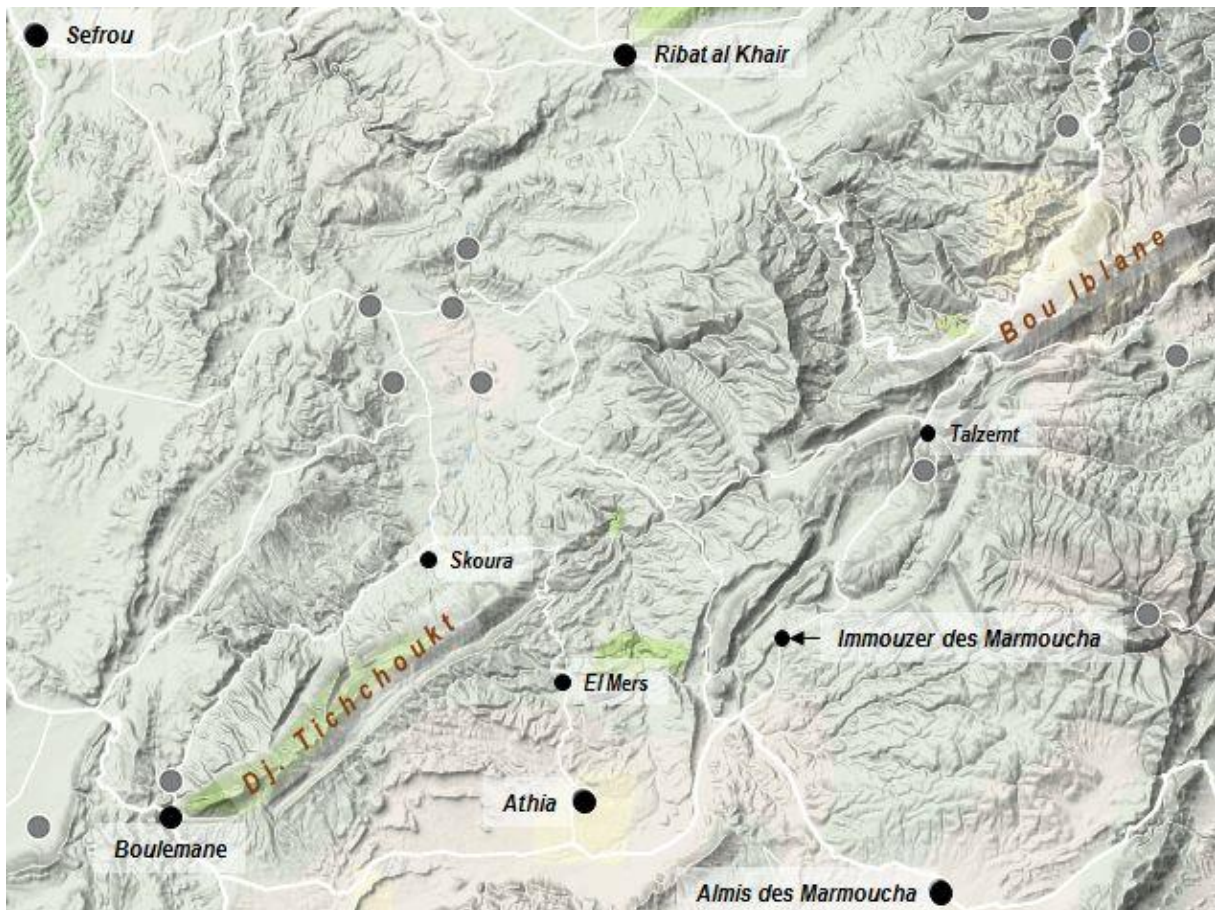 Sefrou
Ribat al Khair
Bou Iblane
Talzemt
Skoura
Immouzer des Marmoucha
Dj. Tichchoukt
El Mers
Athia
Boulemane
Almis des Marmoucha